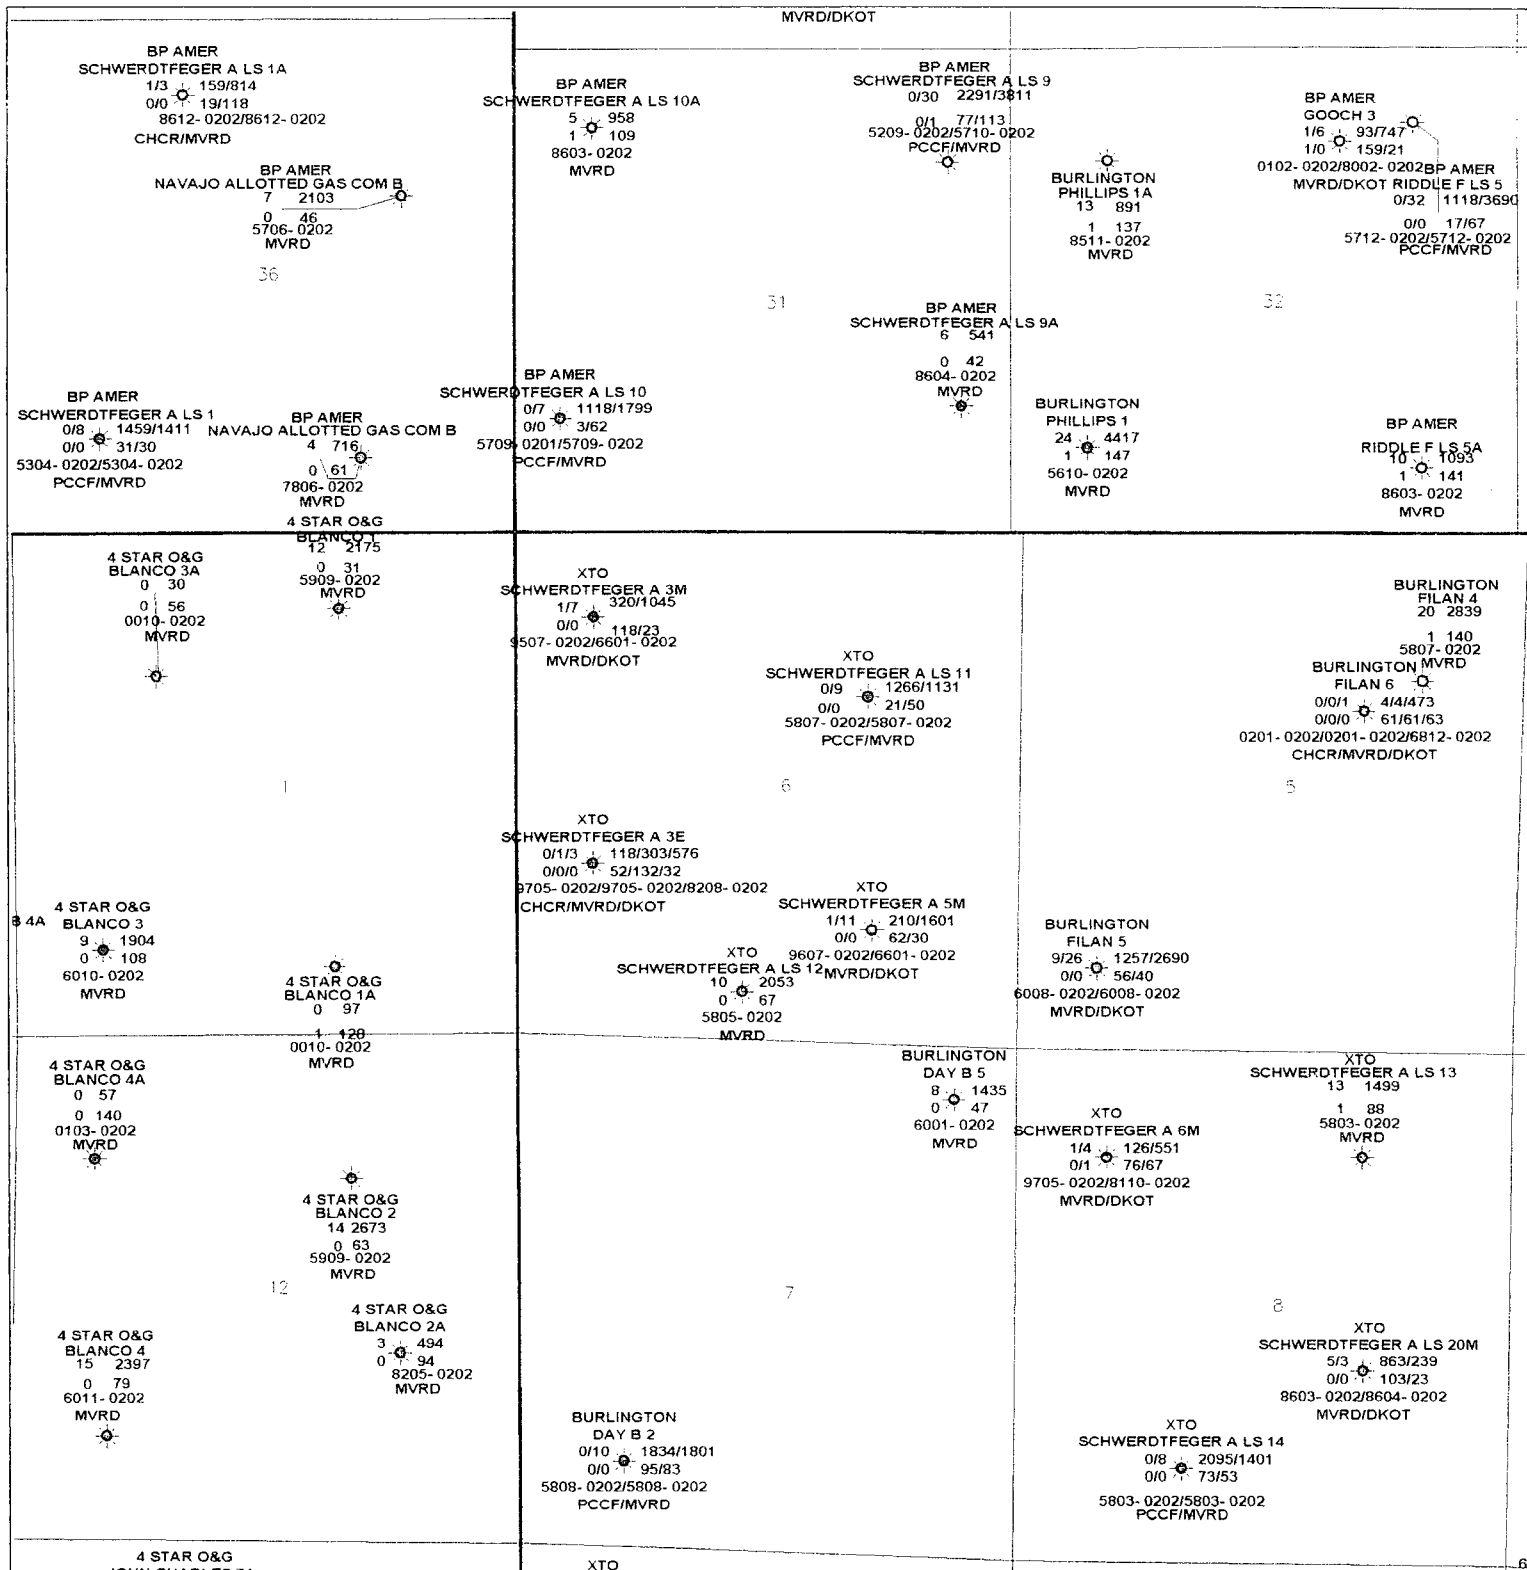 MVRD/DKOT
BP AMER
SCHWERDTFEGER A LS 1A
1/3 159/814
0/0 19/118
8612- 0202/8612- 0202
CHCR/MVRD
BP AMER
NAVAJO ALLOTTED GAS COM B
7 2103
0 46
5706- 0202
MVRD
36
BP AMER
SCHWERDTFEGER A LS 1
0/8 1459/1411
0/0 31/30
5304- 0202/5304- 0202
PCCF/MVRD
BP AMER
NAVAJO ALLOTTED GAS COM B
4 716
0 61
7806- 0202
MVRD
BP AMER
SCHWERDTFEGER A LS 10A
5 958
1 109
8603- 0202
MVRD
BP AMER
SCHWERDTFEGER A LS 9
0/30 2291/3811
0/1 77/113
5209- 0202/5710- 0202
PCCF/MVRD
31
BP AMER
SCHWERDTFEGER A LS 9A
6 541
0 42
8604- 0202
MVRD
BP AMER
SCHWERDTFEGER A LS 10
0/7 1118/1799
0/0 3/62
5709- 0201/5709- 0202
PCCF/MVRD
BURLINGTON
PHILLIPS 1A
13 891
1 137
8511- 0202
MVRD
BP AMER
GOOCH 3
1/6 93/747
1/0 159/21
0102- 0202/8002- 0202
MVRD/DKOT
BP AMER
RIDDLE F LS 5
0/32 1118/3690
0/0 17/67
5712- 0202/5712- 0202
PCCF/MVRD
32
BURLINGTON
PHILLIPS 1
24 4417
1 147
5610- 0202
MVRD
BP AMER
RIDDLE F LS 5A
10 1093
1 141
8603- 0202
MVRD
4 STAR O&G
BLANCO 3A
0 30
0 56
0010- 0202
MVRD
4 STAR O&G
BLANCO 1
12 2175
0 31
5909- 0202
MVRD
1
B 4A
4 STAR O&G
BLANCO 3
9 1904
0 108
6010- 0202
MVRD
4 STAR O&G
BLANCO 1A
0 97
1 128
0010- 0202
MVRD
XTO
SCHWERDTFEGER A 3M
1/7 320/1045
0/0 118/23
9507- 0202/6601- 0202
MVRD/DKOT
XTO
SCHWERDTFEGER A LS 11
0/9 1266/1131
0/0 21/50
5807- 0202/5807- 0202
PCCF/MVRD
6
XTO
SCHWERDTFEGER A 3E
0/1/3 118/303/576
0/0/0 52/132/32
9705- 0202/9705- 0202/8208- 0202
CHCR/MVRD/DKOT
XTO
SCHWERDTFEGER A 5M
1/11 210/1601
0/0 62/30
9607- 0202/6601- 0202
MVRD/DKOT
XTO
SCHWERDTFEGER A LS 12
10 2053
0 67
5805- 0202
MVRD
BURLINGTON
FILAN 4
20 2839
1 140
5807- 0202
MVRD
BURLINGTON
FILAN 6
0/0/1 4/4/473
0/0/0 61/61/63
0201- 0202/0201- 0202/6812- 0202
CHCR/MVRD/DKOT
5
BURLINGTON
FILAN 5
9/26 1257/2690
0/0 56/40
6008- 0202/6008- 0202
MVRD/DKOT
4 STAR O&G
BLANCO 4A
0 57
0 140
0103- 0202
MVRD
4 STAR O&G
BLANCO 2
14 2673
0 63
5909- 0202
MVRD
12
4 STAR O&G
BLANCO 4
15 2397
0 79
6011- 0202
MVRD
4 STAR O&G
BLANCO 2A
3 494
0 94
8205- 0202
MVRD
BURLINGTON
DAY B 5
8 1435
0 47
6001- 0202
MVRD
7
BURLINGTON
DAY B 2
0/10 1834/1801
0/0 95/83
5808- 0202/5808- 0202
PCCF/MVRD
XTO
SCHWERDTFEGER A 6M
1/4 126/551
0/1 76/67
9705- 0202/8110- 0202
MVRD/DKOT
XTO
SCHWERDTFEGER A LS 13
13 1499
1 88
5803- 0202
MVRD
8
XTO
SCHWERDTFEGER A LS 20M
5/3 863/239
0/0 103/23
8603- 0202/8604- 0202
MVRD/DKOT
XTO
SCHWERDTFEGER A LS 14
0/8 2095/1401
0/0 73/53
5803- 0202/5803- 0202
PCCF/MVRD
4 STAR O&G
XTO
6